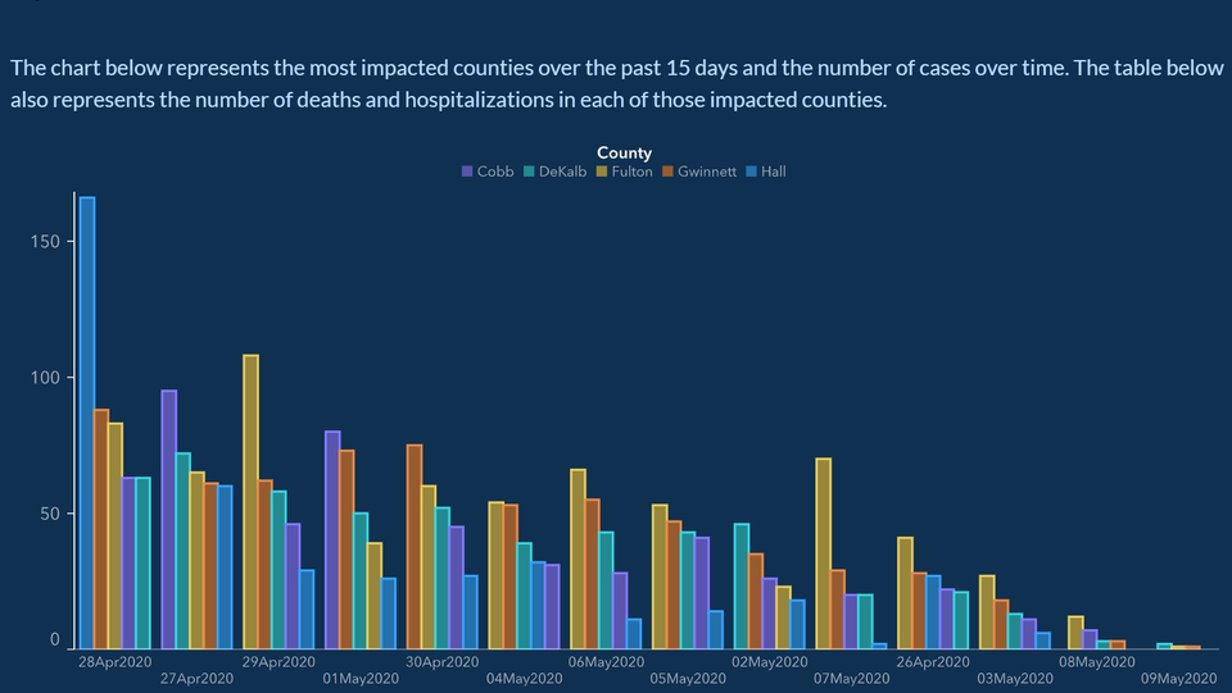 The chart below represents the most impacted counties over the past 15 days and the number of cases over time. The table below
also represents the number of deaths and hospitalizations in each of those impacted counties.
County
Cobb DeKalb Fulton Gwinnett Hall
150
100
50
0
28Apr2020 29Apr2020 30Apr2020 06May2020 02May2020 26Apr2020 08May2020
27Apr2020 01May2020 04May2020 05May2020 07May2020 03May2020 09May2020